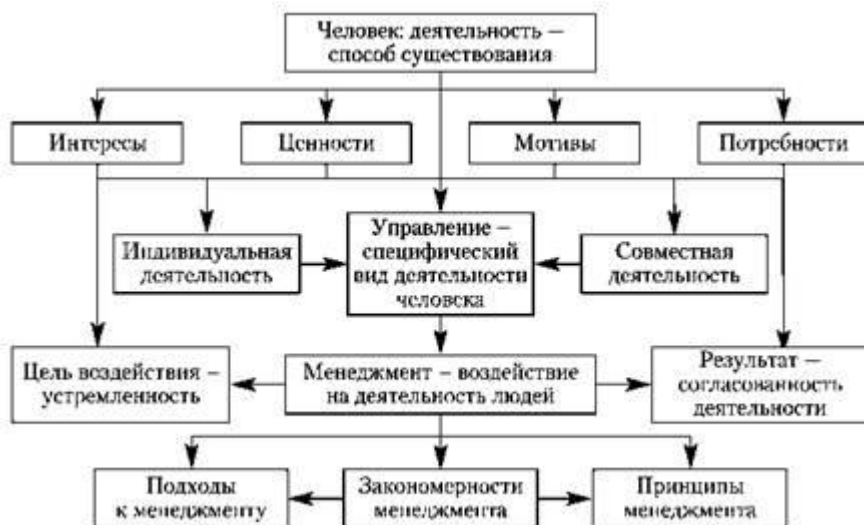 Человек: деятельность –
способ существования
Интересы
Ценности
Мотивы
Потребности
Индивидуальная
деятельность
Управление –
специфический
вид деятельности
человека
Совместная
деятельность
Цель воздействия –
устремленность
Менеджмент – воздействие
на деятельность людей
Результат –
согласованность
деятельности
Подходы
к менеджменту
Закономерности
менеджмента
Принципы
менеджмента